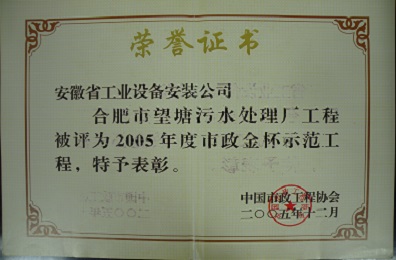 荣誉证书
安徽省工业设备安装公司
合肥市望塘污水处理厂工程
被评为2005年度市政金杯示范工
程，特予表彰。
中国市政工程协会
二〇〇五年十二月